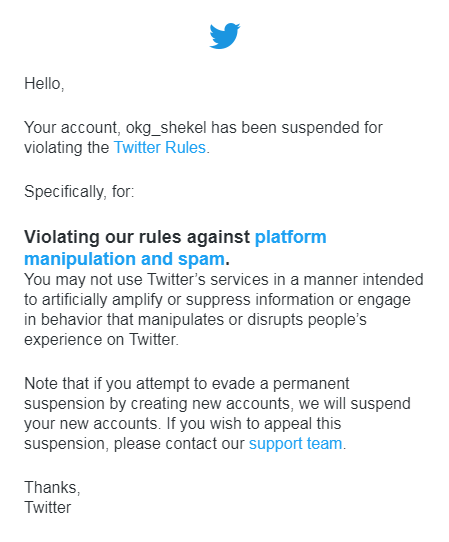 Hello,
Your account, okg_shekel has been suspended for
violating the Twitter Rules.
Specifically, for:
Violating our rules against platform
manipulation and spam.
You may not use Twitter’s services in a manner intended
to artificially amplify or suppress information or engage
in behavior that manipulates or disrupts people’s
experience on Twitter.
Note that if you attempt to evade a permanent
suspension by creating new accounts, we will suspend
your new accounts. If you wish to appeal this
suspension, please contact our support team.
Thanks,
Twitter